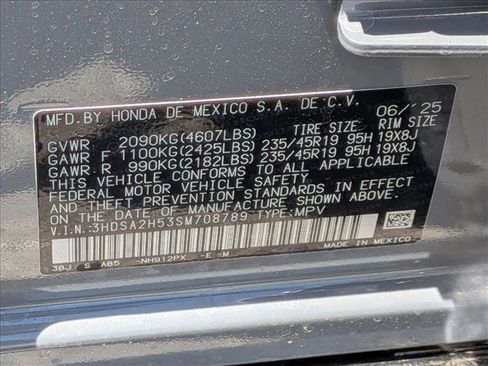 MFD. BY HONDA DE MEXICO S.A. DE C.V. 06/'25
GVWR 2090KG(4607LBS) TIRE SIZE RIM SIZE
GAWR F 1100KG(2425LBS) 235/45R19 95H 19X8J
GAWR R 990KG(2182LBS) 235/45R19 95H 19X8J
THIS VEHICLE CONFORMS TO ALL APPLICABLE
FEDERAL MOTOR VEHICLE SAFETY
AND THEFT PREVENTION STANDARDS IN EFFECT
ON THE DATE OF MANUFACTURE SHOWN ABOVE.
V.I.N.:3HDSA2H53SM708789 TYPE:MPV
3BJ S AB5 -NH912PX -E -M MADE IN MEXICO